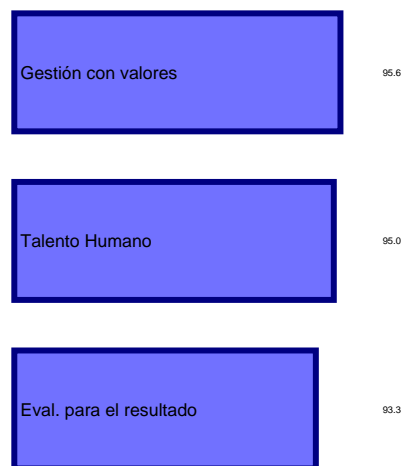 Gestión con valores 95.6
Talento Humano 95.0
Eval. para el resultado 93.3